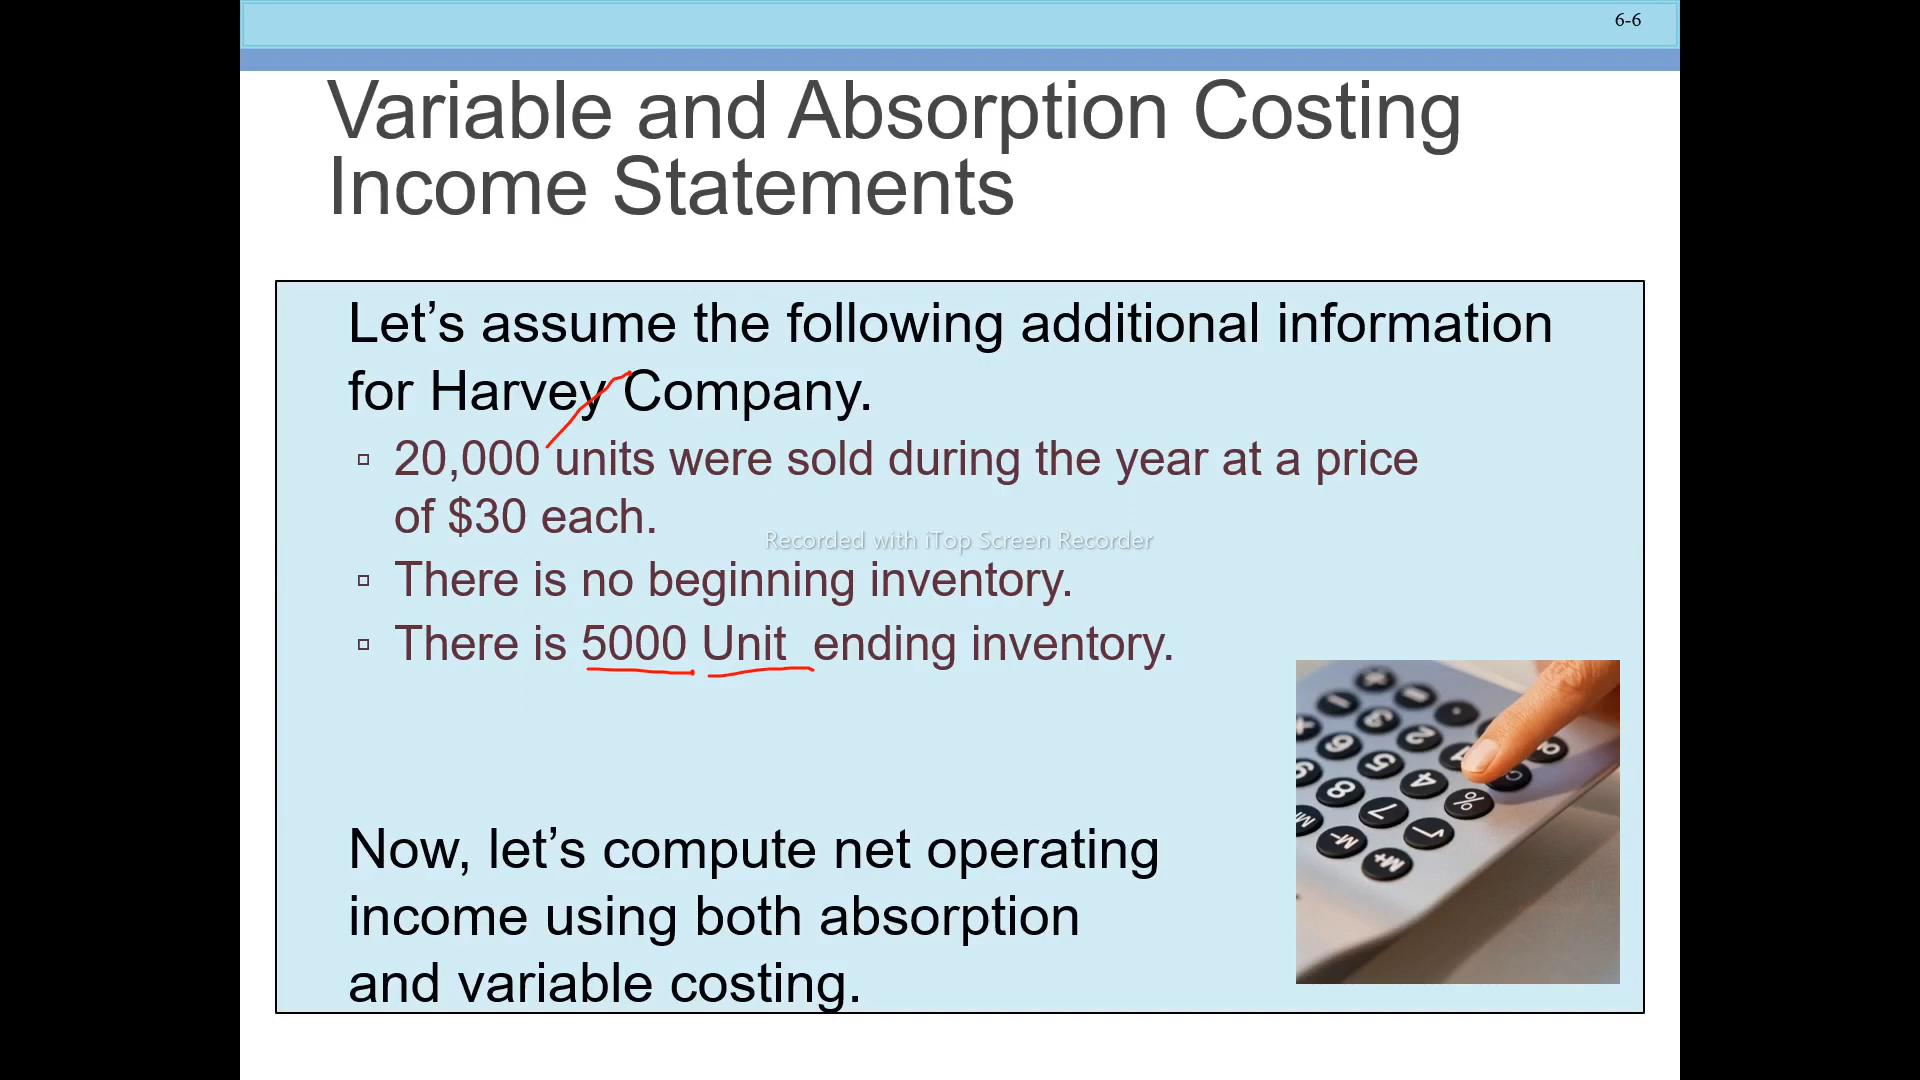 6-6
Variable and Absorption Costing
Income Statements
Let’s assume the following additional information
for Harvey Company.
20,000 units were sold during the year at a price
of $30 each.
Recorded with iTop Screen Recorder
There is no beginning inventory.
There is 5000 Unit  ending inventory.
Now, let’s compute net operating
income using both absorption
and variable costing.